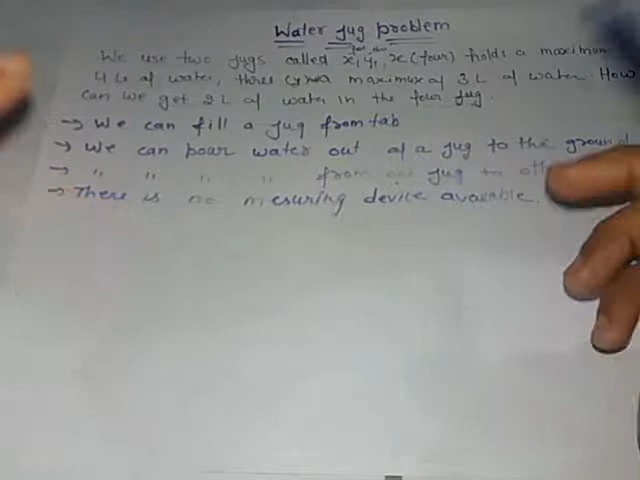 Water jug problem
We use two jugs called x, y, x (four) holds a maximum
4 L of water, three (y) a maximum of 3 L of water. How
can we get 2 L of water in the four jug.
→ We can fill a jug from tab
→ We can pour water out of a jug to the ground
→ " " " " from one jug to
→ There is no mesuring device available.